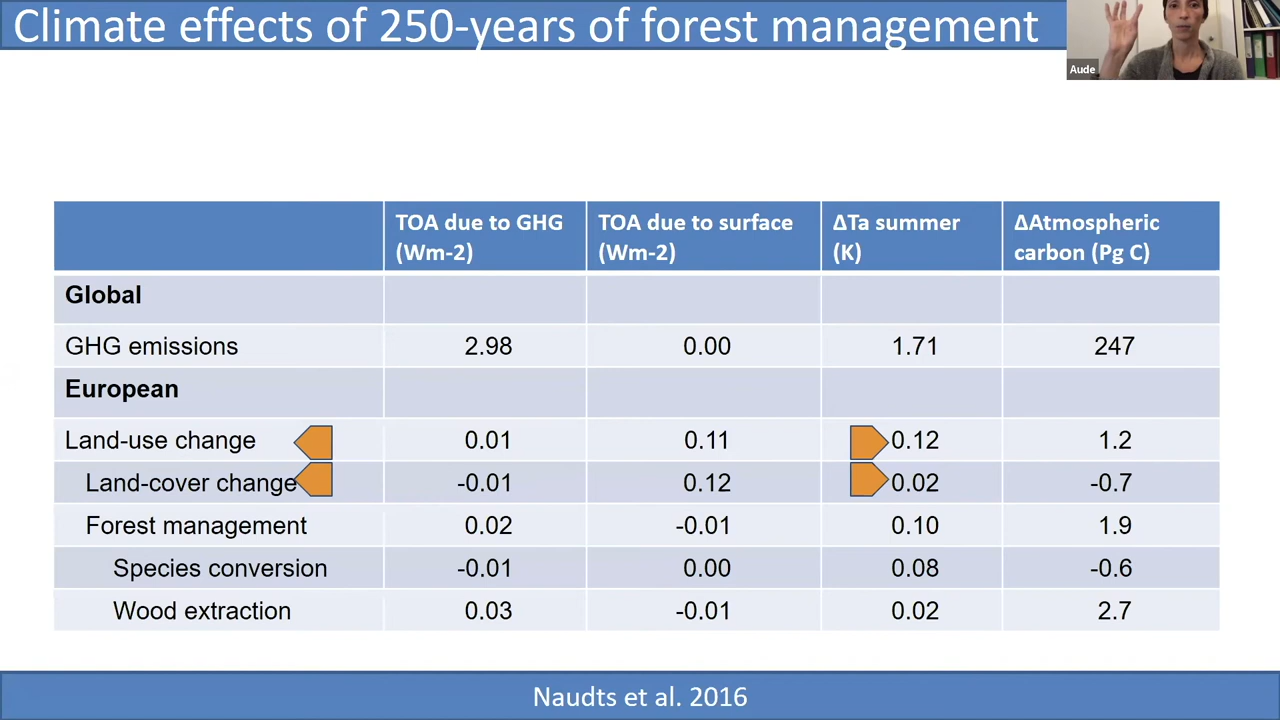 Climate effects of 250-years of forest management
Aude
TOA due to GHG (Wm-2) TOA due to surface (Wm-2) ΔTa summer (K) ΔAtmospheric carbon (Pg C)
Global
GHG emissions 2.98 0.00 1.71 247
European
Land-use change 0.01 0.11 0.12 1.2
Land-cover change -0.01 0.12 0.02 -0.7
Forest management 0.02 -0.01 0.10 1.9
Species conversion -0.01 0.00 0.08 -0.6
Wood extraction 0.03 -0.01 0.02 2.7
Naudts et al. 2016